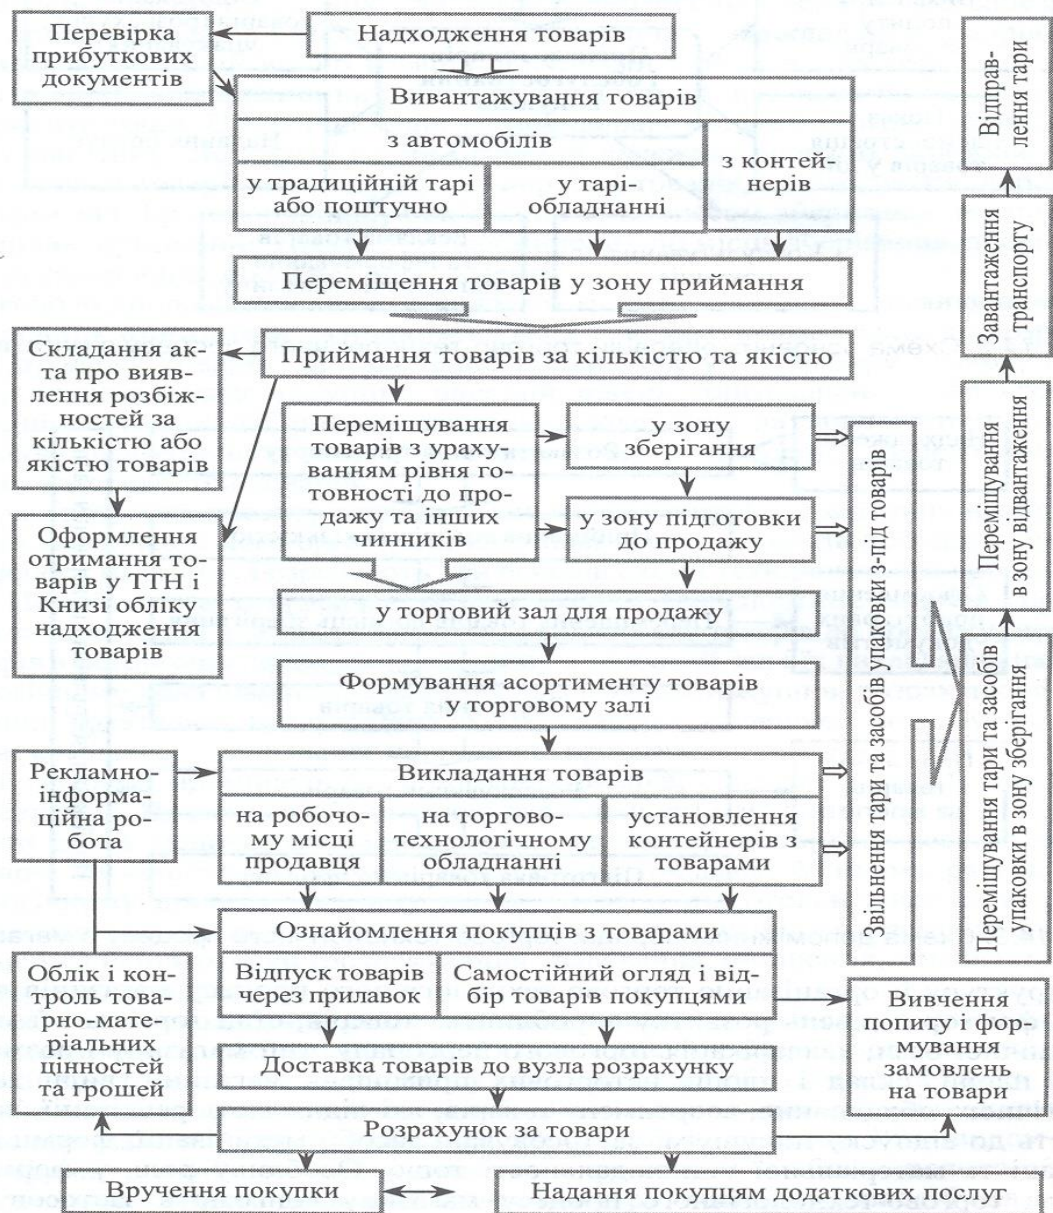 Перевірка
прибуткових
документів
Надходження товарів
Вивантажування товарів
з автомобілів
з контей-
нерів
у традиційній тарі
або поштучно
у тарі-
обладнанні
Переміщення товарів у зону приймання
Приймання товарів за кількістю та якістю
Складання ак-
та про вияв-
лення розбіж-
ностей за
кількістю або
якістю товарів
Оформлення
отримання то-
варів у ТТН і
Книзі обліку
надходження
товарів
Переміщування
товарів з ураху-
ванням рівня го-
товності до про-
дажу та інших
чинників
у зону
зберігання
у зону підготовки
до продажу
у торговий зал для продажу
Формування асортименту товарів
у торговому залі
Рекламно-
інформа-
ційна ро-
бота
Викладання товарів
на робочо-
му місці
продавця
на торгово-
технологічному
обладнанні
установлення
контейнерів з
товарами
Ознайомлення покупців з товарами
Відпуск товарів
через прилавок
Самостійний огляд і від-
бір товарів покупцями
Облік і кон-
троль това-
рно-мате-
ріальних
цінностей
и грошей
Доставка товарів до вузла розрахунку
Розрахунок за товари
Вручення покупки
Надання покупцям додаткових послуг
Вивчення
попиту і фор-
мування
замовлень
на товари
Звільнення тари та засобів упаковки з-під товарів
Переміщування тари та засобів
упаковки в зону зберігання
Переміщування
в зону відвантаження
Завантаження
транспорту
Відправ-
лення тари